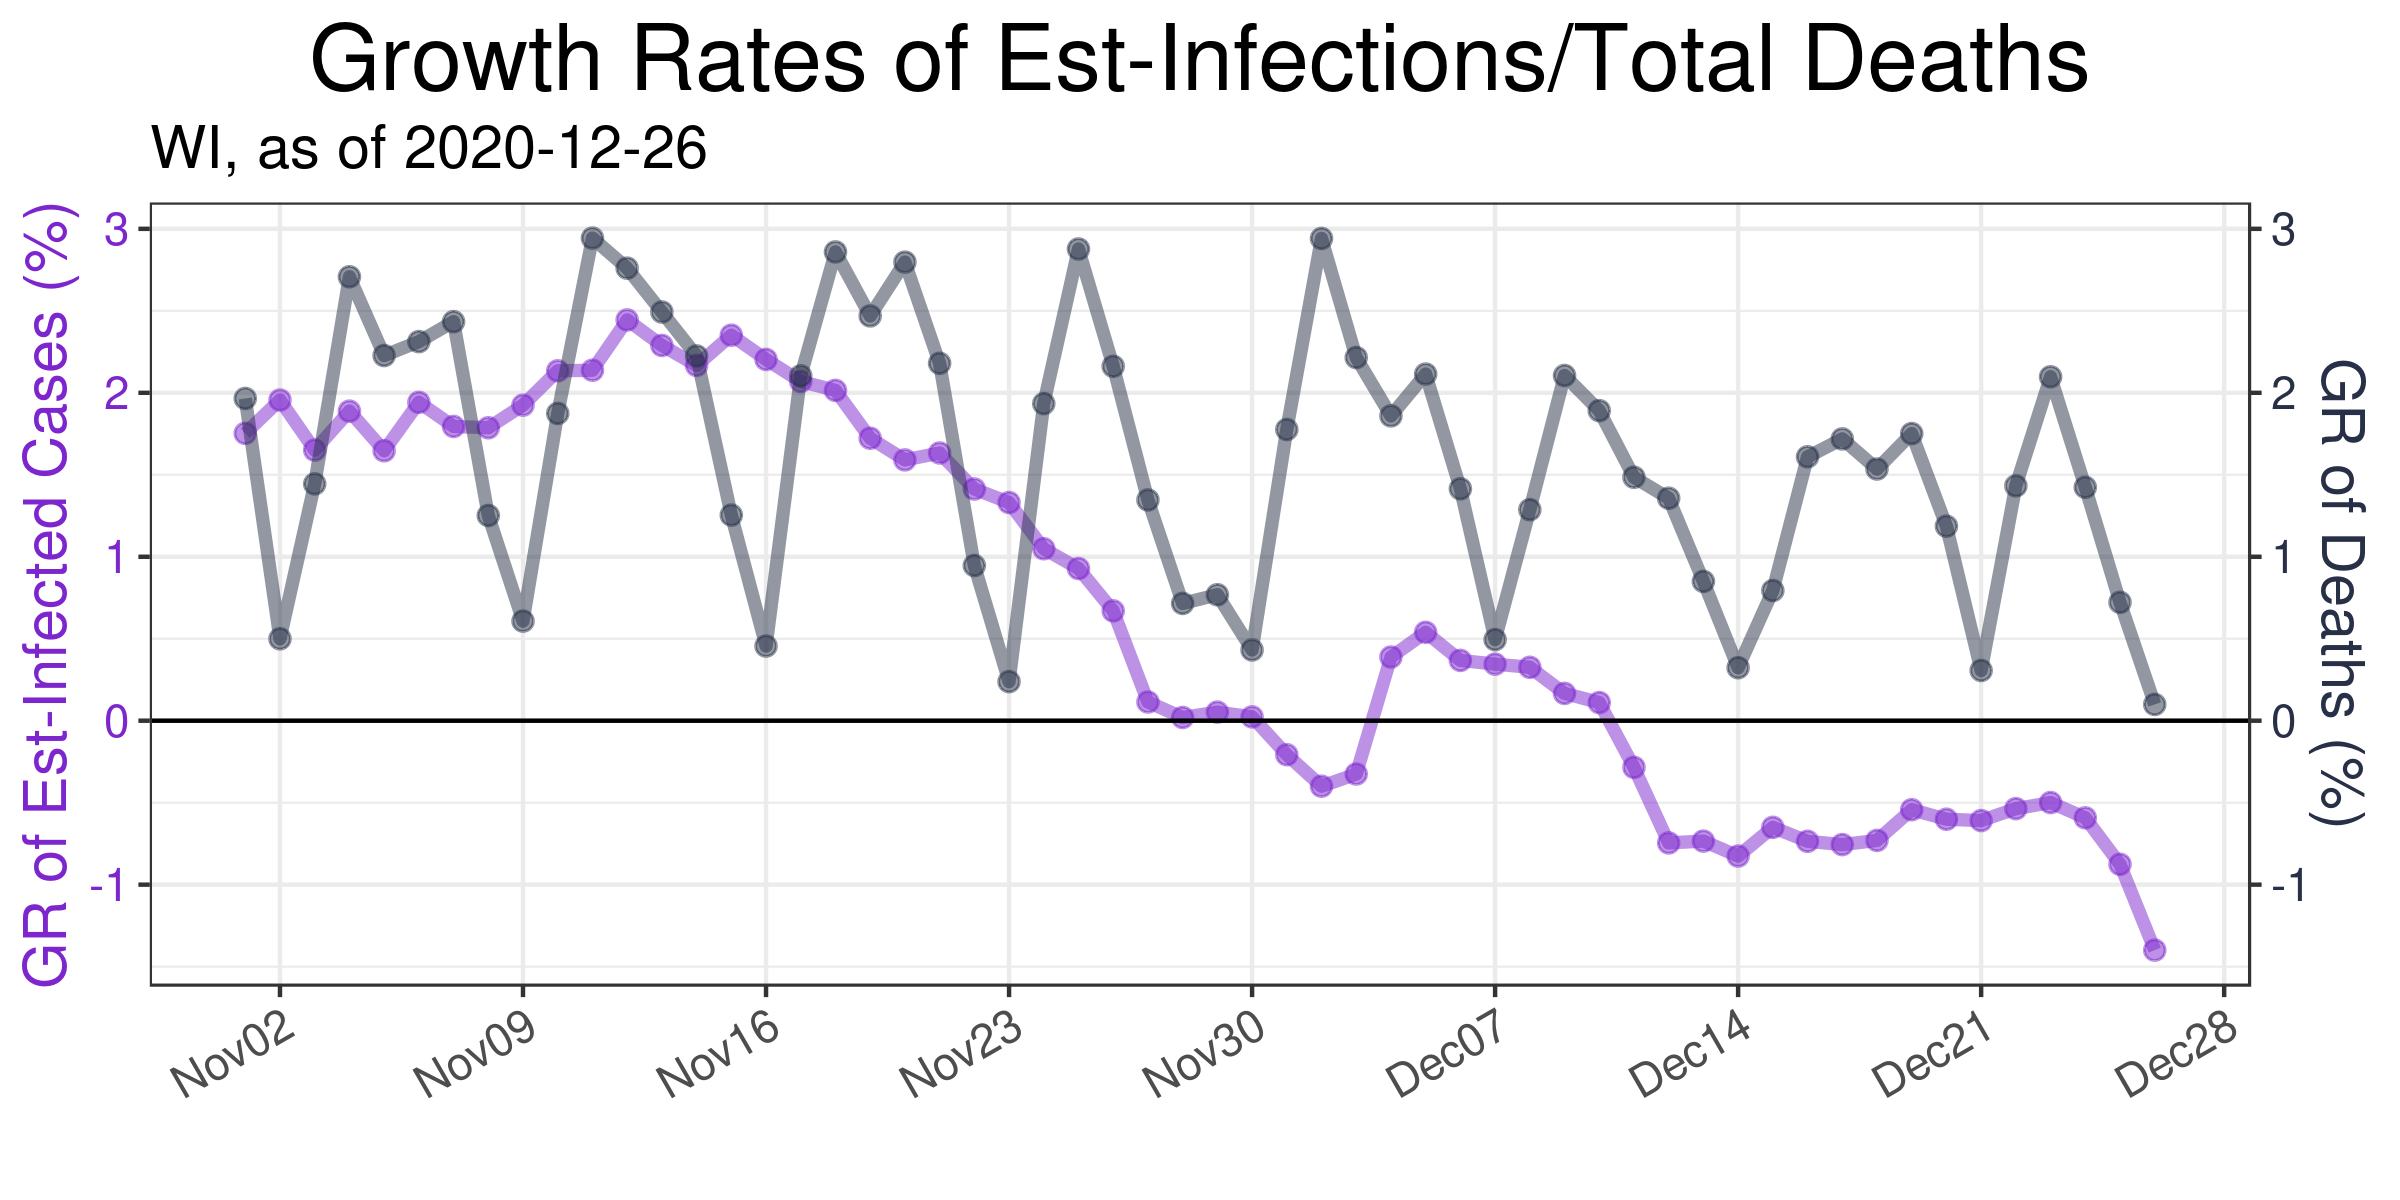 Growth Rates of Est-Infections/Total Deaths
WI, as of 2020-12-26
GR of Est-Infected Cases (%)
3
2
1
0
-1
3
2
1
0
-1
GR of Deaths (%)
Nov02
Nov09
Nov16
Nov23
Nov30
Dec07
Dec14
Dec21
Dec28